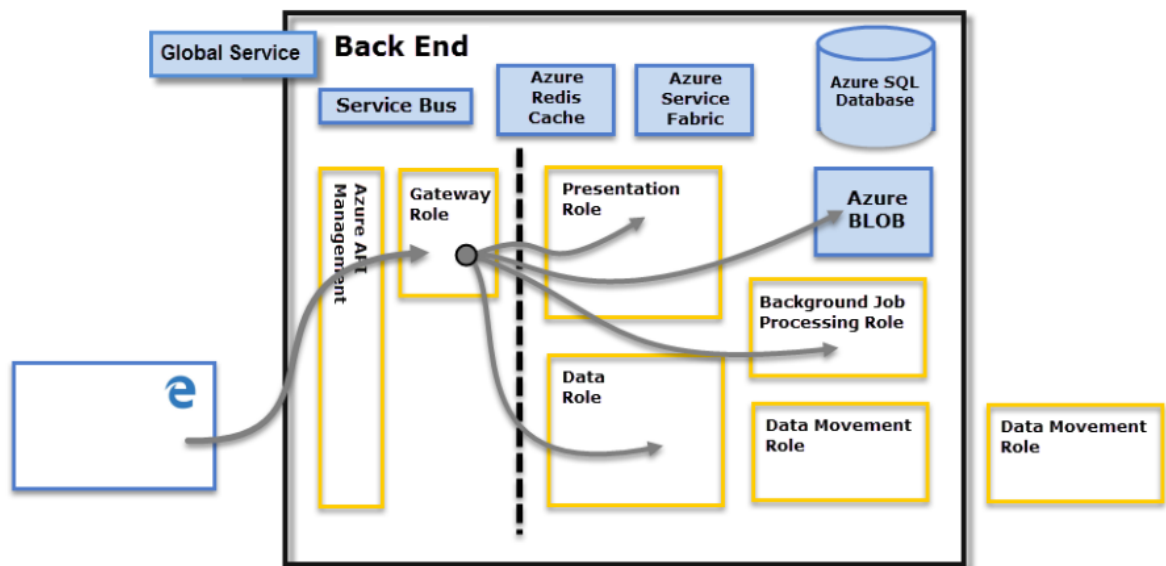 Global Service
Back End
Service Bus
Azure
Redis
Cache
Azure
Service
Fabric
Azure SQL
Database
Azure API
Management
Gateway
Role
Presentation
Role
Azure
BLOB
Background Job
Processing Role
Data
Role
Data Movement
Role
Data Movement
Role